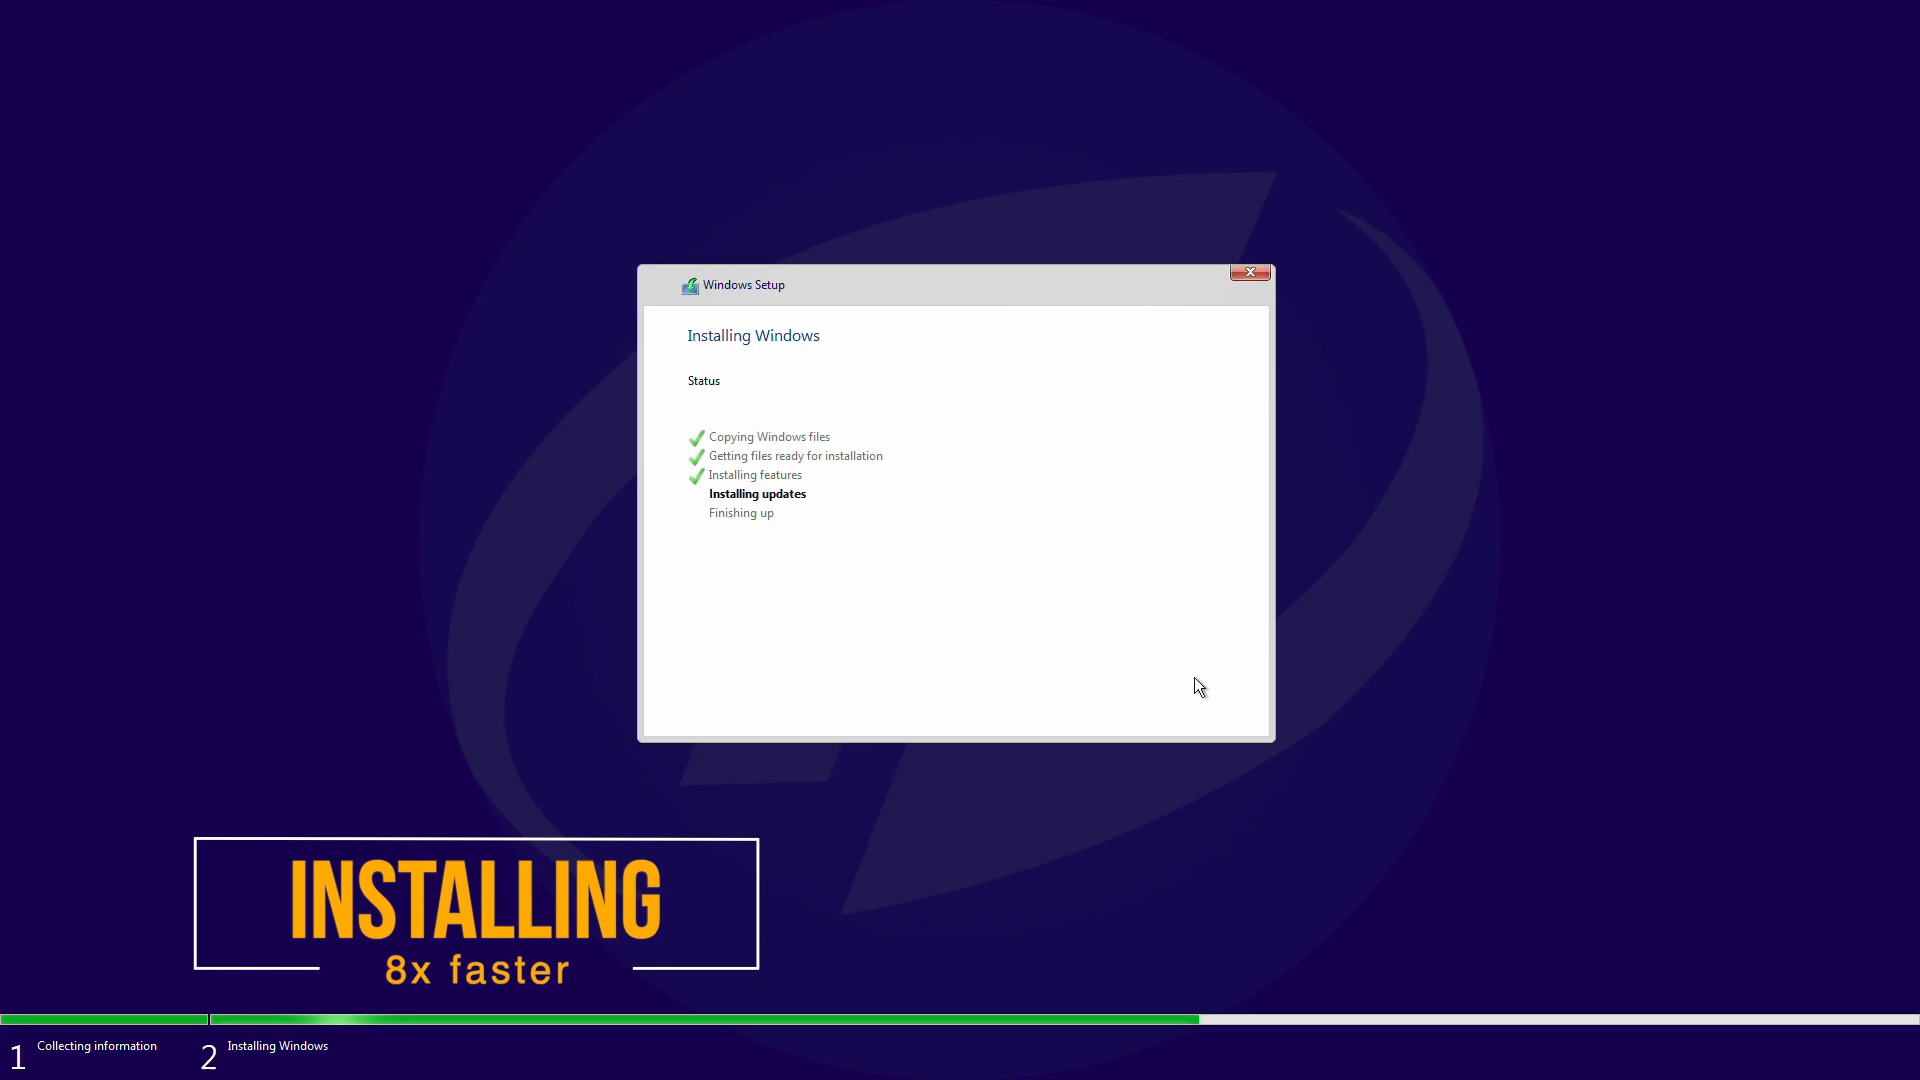 Windows Setup
Installing Windows
Status
Copying Windows files
Getting files ready for installation
Installing features
Installing updates
Finishing up
INSTALLING
8x faster
1 Collecting information 2 Installing Windows